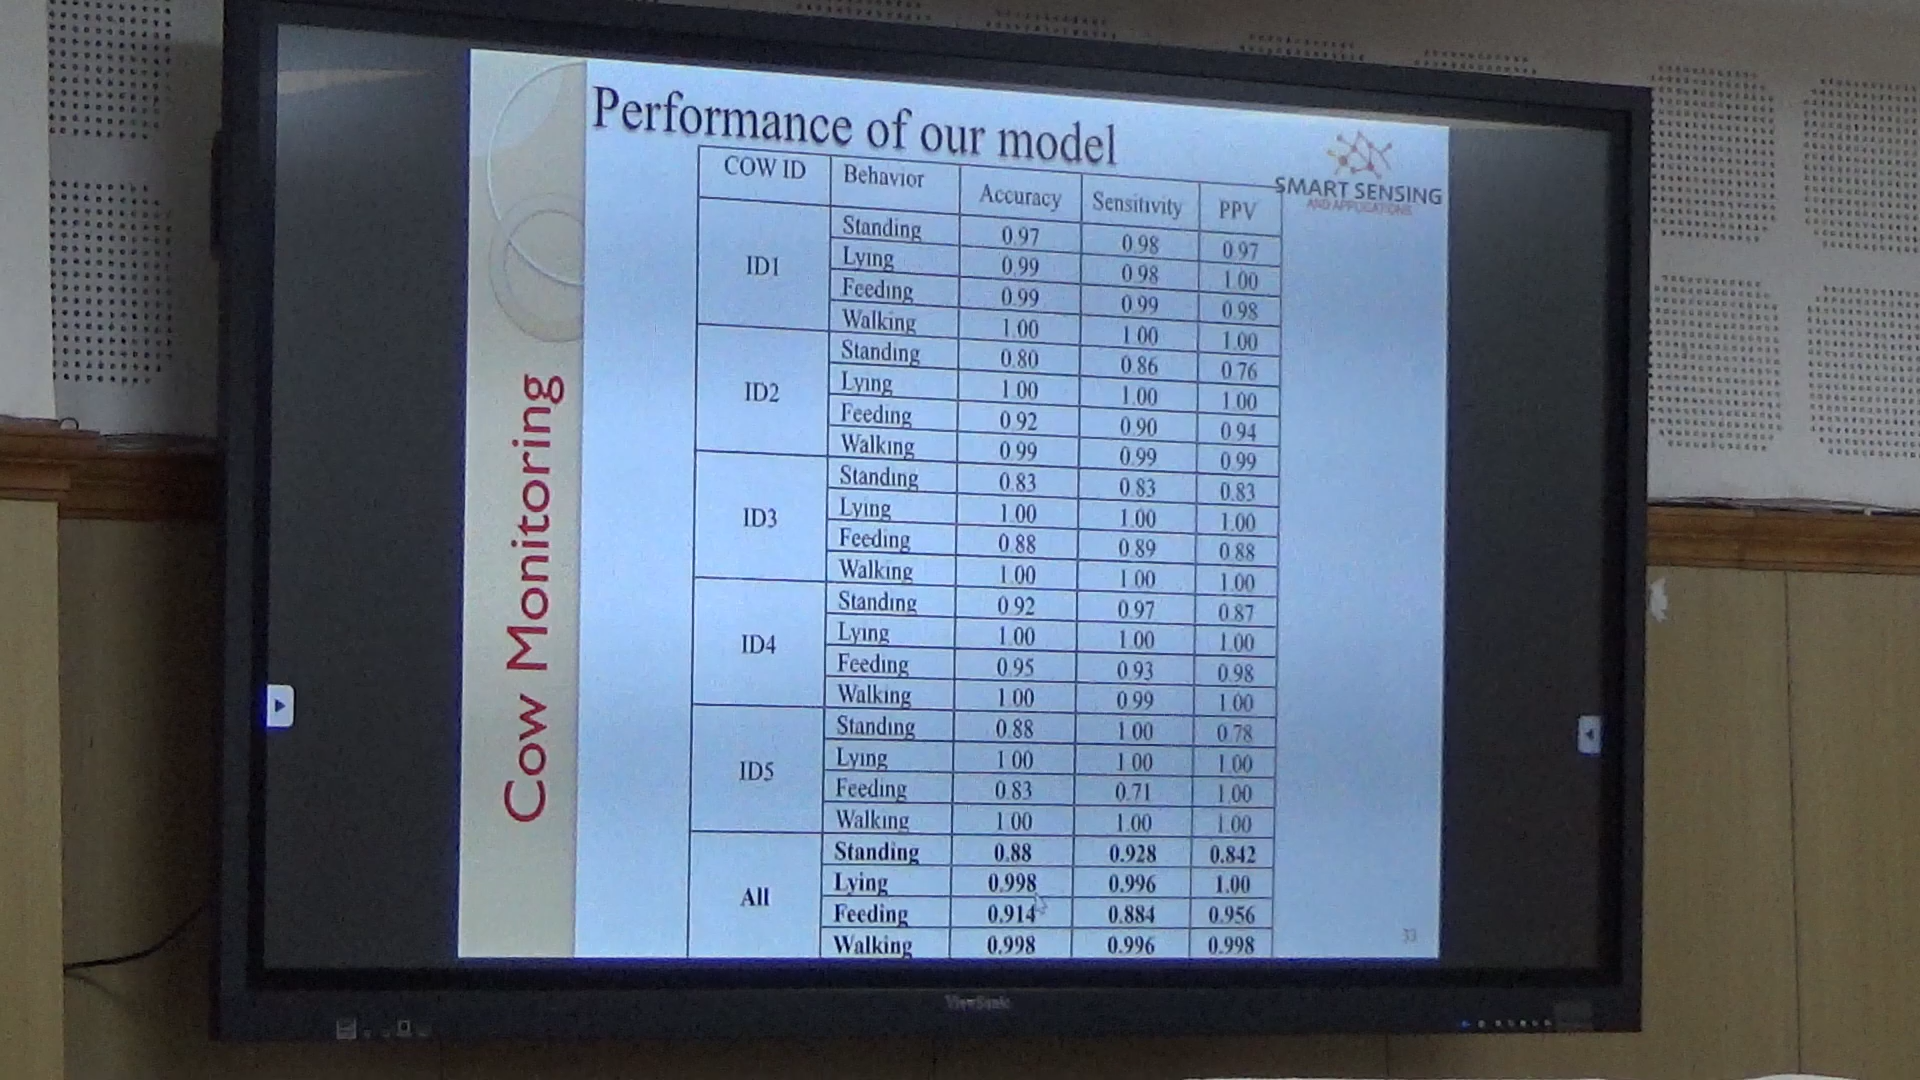 Performance of our model
SMART SENSING
AND APPLICATIONS
Cow Monitoring
COW ID Behavior Accuracy Sensitivity PPV
ID1
Standing 0.97 0.98 0.97
Lying 0.99 0.98 1.00
Feeding 0.99 0.99 0.98
Walking 1.00 1.00 1.00
ID2
Standing 0.80 0.86 0.76
Lying 1.00 1.00 1.00
Feeding 0.92 0.90 0.94
Walking 0.99 0.99 0.99
ID3
Standing 0.83 0.83 0.83
Lying 1.00 1.00 1.00
Feeding 0.88 0.89 0.88
Walking 1.00 1.00 1.00
ID4
Standing 0.92 0.97 0.87
Lying 1.00 1.00 1.00
Feeding 0.95 0.93 0.98
Walking 1.00 0.99 1.00
ID5
Standing 0.88 1.00 0.78
Lying 1.00 1.00 1.00
Feeding 0.83 0.71 1.00
Walking 1.00 1.00 1.00
All
Standing 0.88 0.928 0.842
Lying 0.998 0.996 1.00
Feeding 0.914 0.884 0.956
Walking 0.998 0.996 0.998
33
ViewSonic